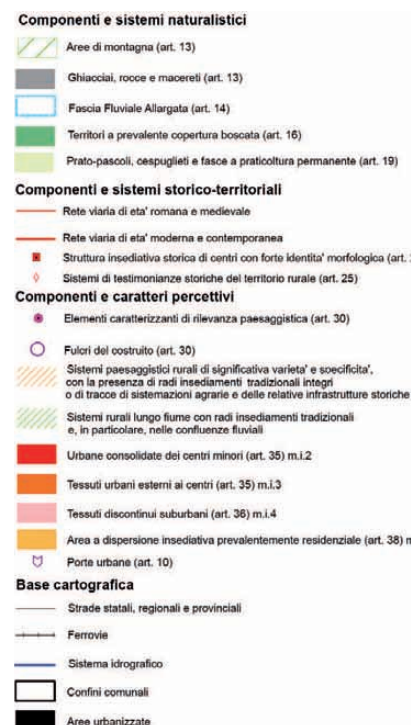 Componenti e sistemi naturalistici
Aree di montagna (art. 13)
Ghiacciai, rocce e macereti (art. 13)
Fascia Fluviale Allargata (art. 14)
Territori a prevalente copertura boscata (art. 16)
Prato-pascoli, cespuglieti e fasce a praticoltura permanente (art. 19)
Componenti e sistemi storico-territoriali
Rete viaria di eta' romana e medievale
Rete viaria di eta' moderna e contemporanea
Struttura insediativa storica di centri con forte identita' morfologica (art.
Sistemi di testimonianze storiche del territorio rurale (art. 25)
Componenti e caratteri percettivi
Elementi caratterizzanti di rilevanza paesaggistica (art. 30)
Fulcri del costruito (art. 30)
Sistemi paesaggistici rurali di significativa varieta' e specificita',
con la presenza di radi insediamenti tradizionali integri
o di tracce di sistemazioni agrarie e delle relative infrastrutture storiche
Sistemi rurali lungo fiume con radi insediamenti tradizionali
e, in particolare, nelle confluenze fluviali
Urbane consolidate dei centri minori (art. 35) m.i.2
Tessuti urbani esterni ai centri (art. 35) m.i.3
Tessuti discontinui suburbani (art. 36) m.i.4
Area a dispersione insediativa prevalentemente residenziale (art. 38) m
Porte urbane (art. 10)
Base cartografica
Strade statali, regionali e provinciali
Ferrovie
Sistema idrografico
Confini comunali
Aree urbanizzate